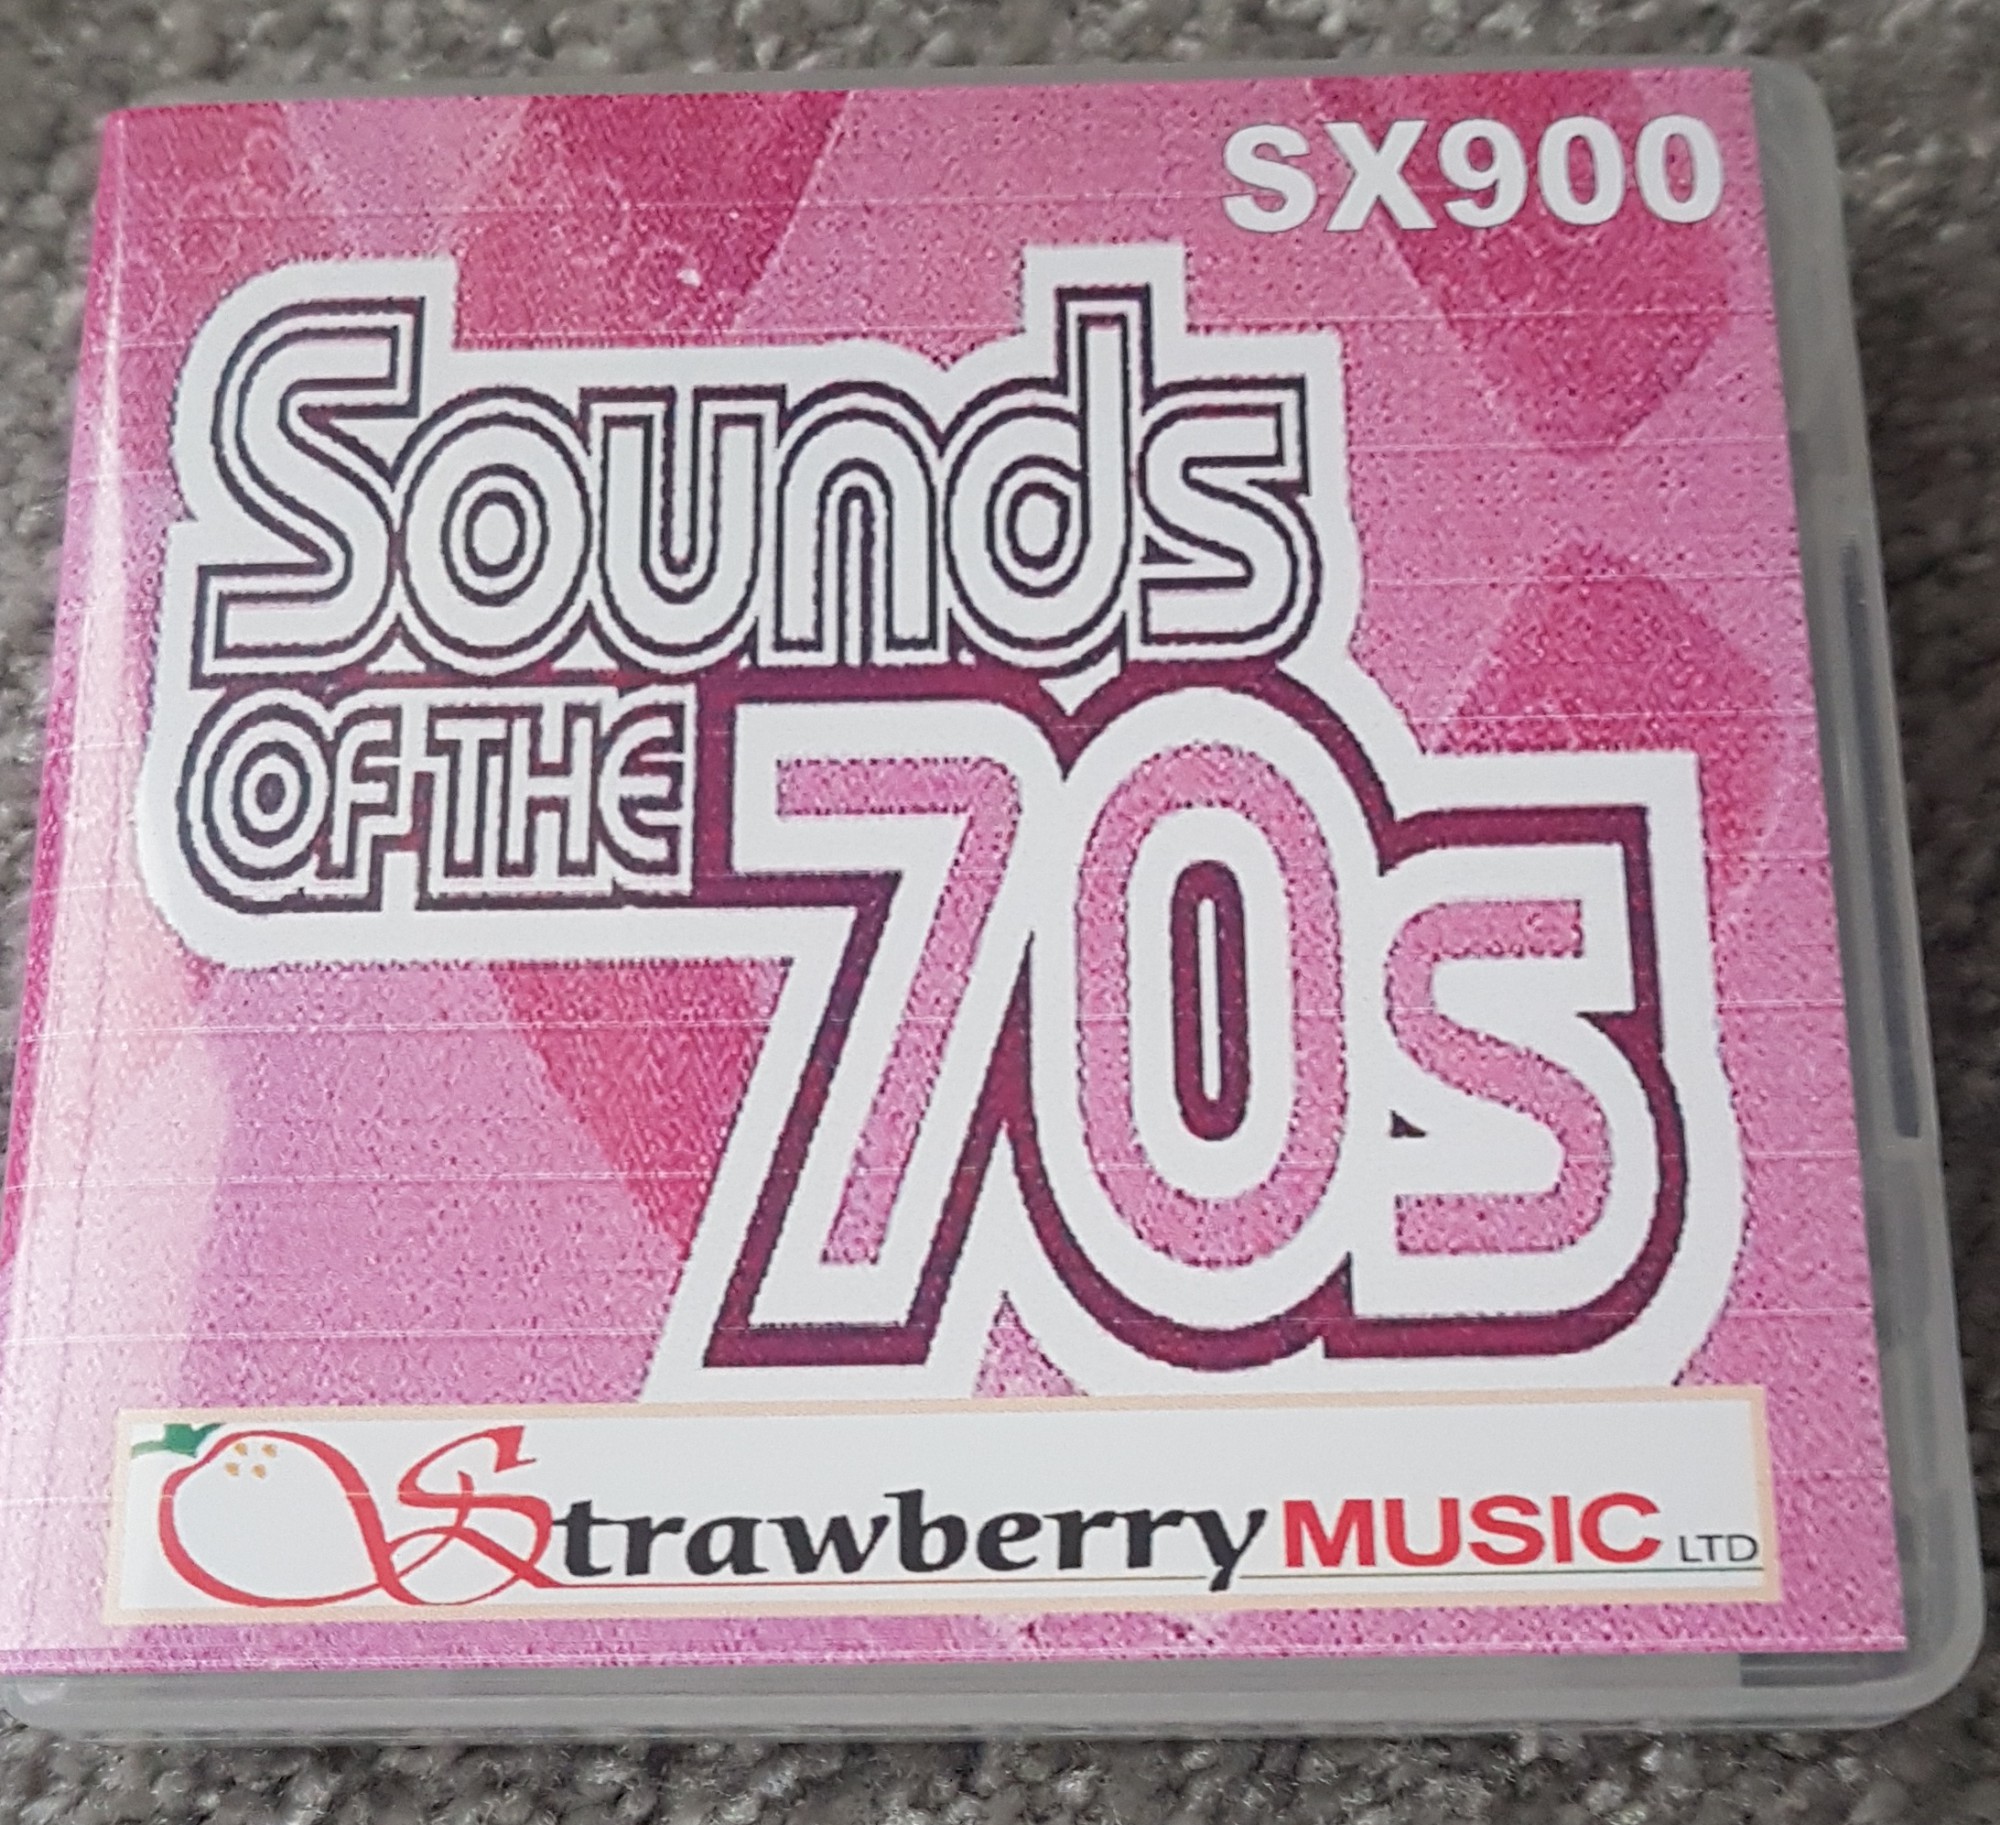 SX900
Sounds
OF THE 70s
Strawberry MUSIC LTD